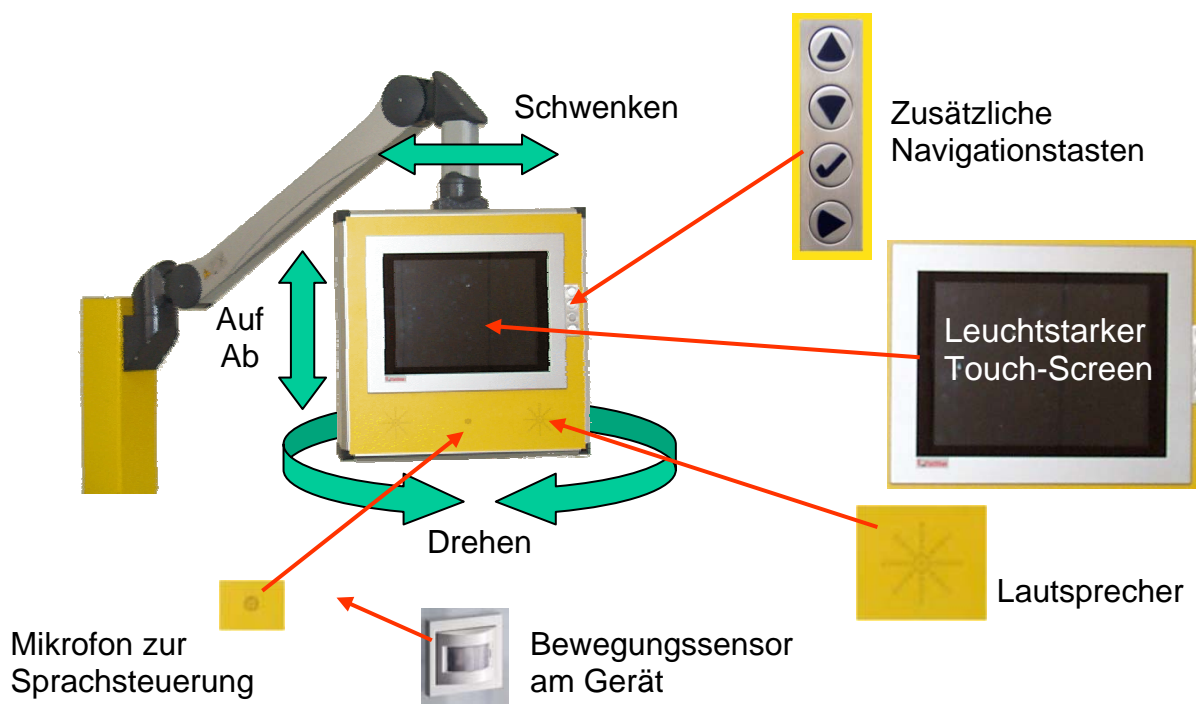 Schwenken
Zusätzliche
Navigationstasten
Auf
Ab
Leuchtstarker
Touch-Screen
Drehen
Lautsprecher
Mikrofon zur
Sprachsteuerung
Bewegungssensor
am Gerät